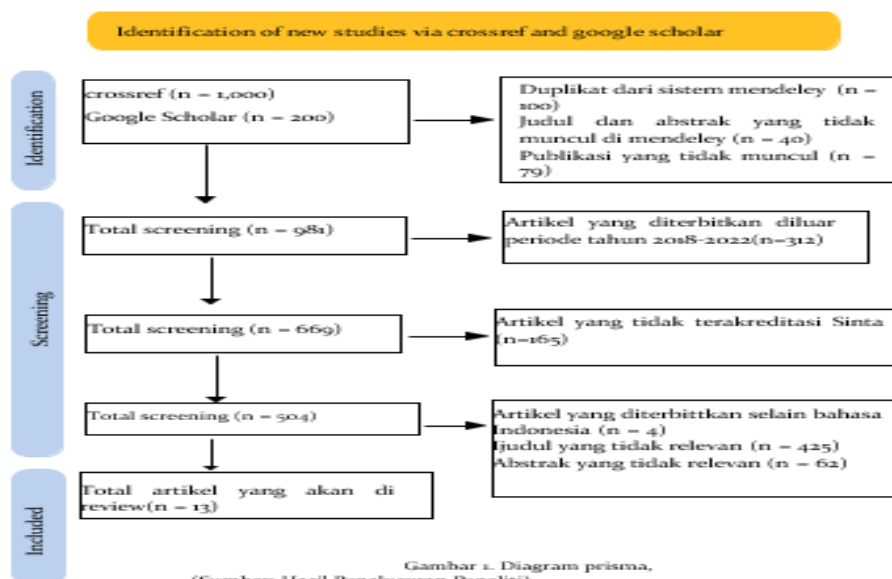 Identification of new studies via crossref and google scholar
Identification
crossref (n = 1,000)
Google Scholar (n = 200)
Duplikat dari sistem mendeley (n =
100)
Judul dan abstrak yang tidak
muncul di mendeley (n = 40)
Publikasi yang tidak muncul (n =
79)
Screening
Total screening (n = 981)
Artikel yang diterbitkan diluar
periode tahun 2018-2022(n=312)
Total screening (n = 669)
Artikel yang tidak terakreditasi Sinta
(n=165)
Total screening (n = 504)
Artikel yang diterbittkan selain bahasa
Indonesia (n = 4)
Ijudul yang tidak relevan (n = 425)
Abstrak yang tidak relevan (n = 62)
Included
Total artikel yang akan di
review(n = 13)
Gambar 1. Diagram prisma,